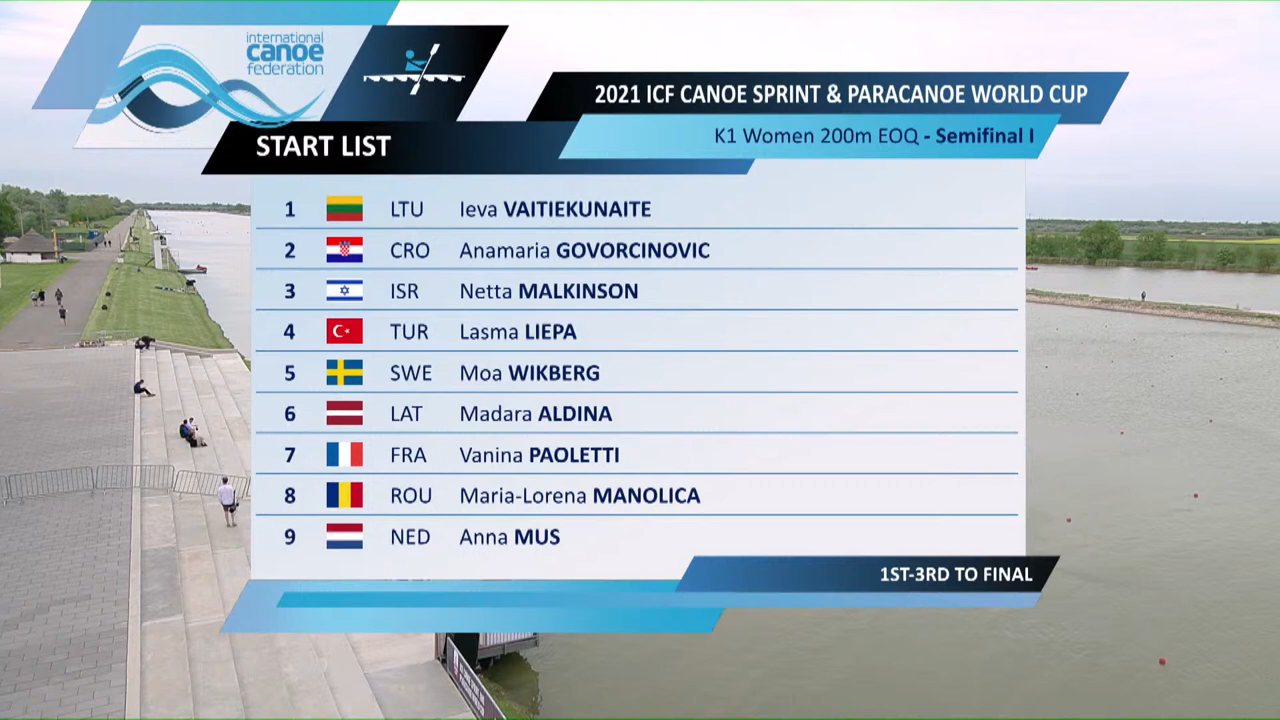 international
canoe
federation
2021 ICF CANOE SPRINT & PARACANOE WORLD CUP
K1 Women 200m EOQ - Semifinal I
START LIST
1 LTU Ieva VAITIEKUNAITE
2 CRO Anamaria GOVORCINOVIC
3 ISR Netta MALKINSON
4 TUR Lasma LIEPA
5 SWE Moa WIKBERG
6 LAT Madara ALDINA
7 FRA Vanina PAOLETTI
8 ROU Maria-Lorena MANOLICA
9 NED Anna MUS
1ST-3RD TO FINAL